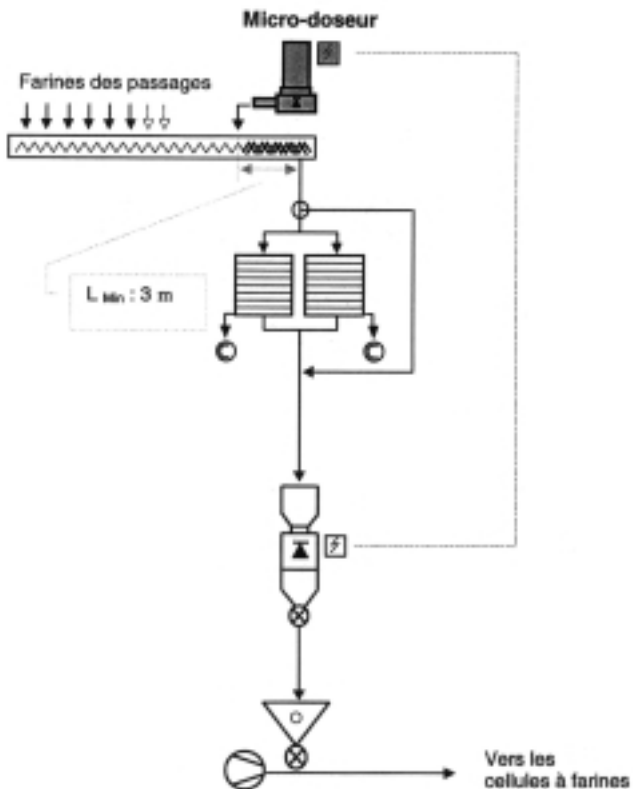 Micro-doseur
Farines des passages
L Min : 3 m
Vers les
cellules à farines